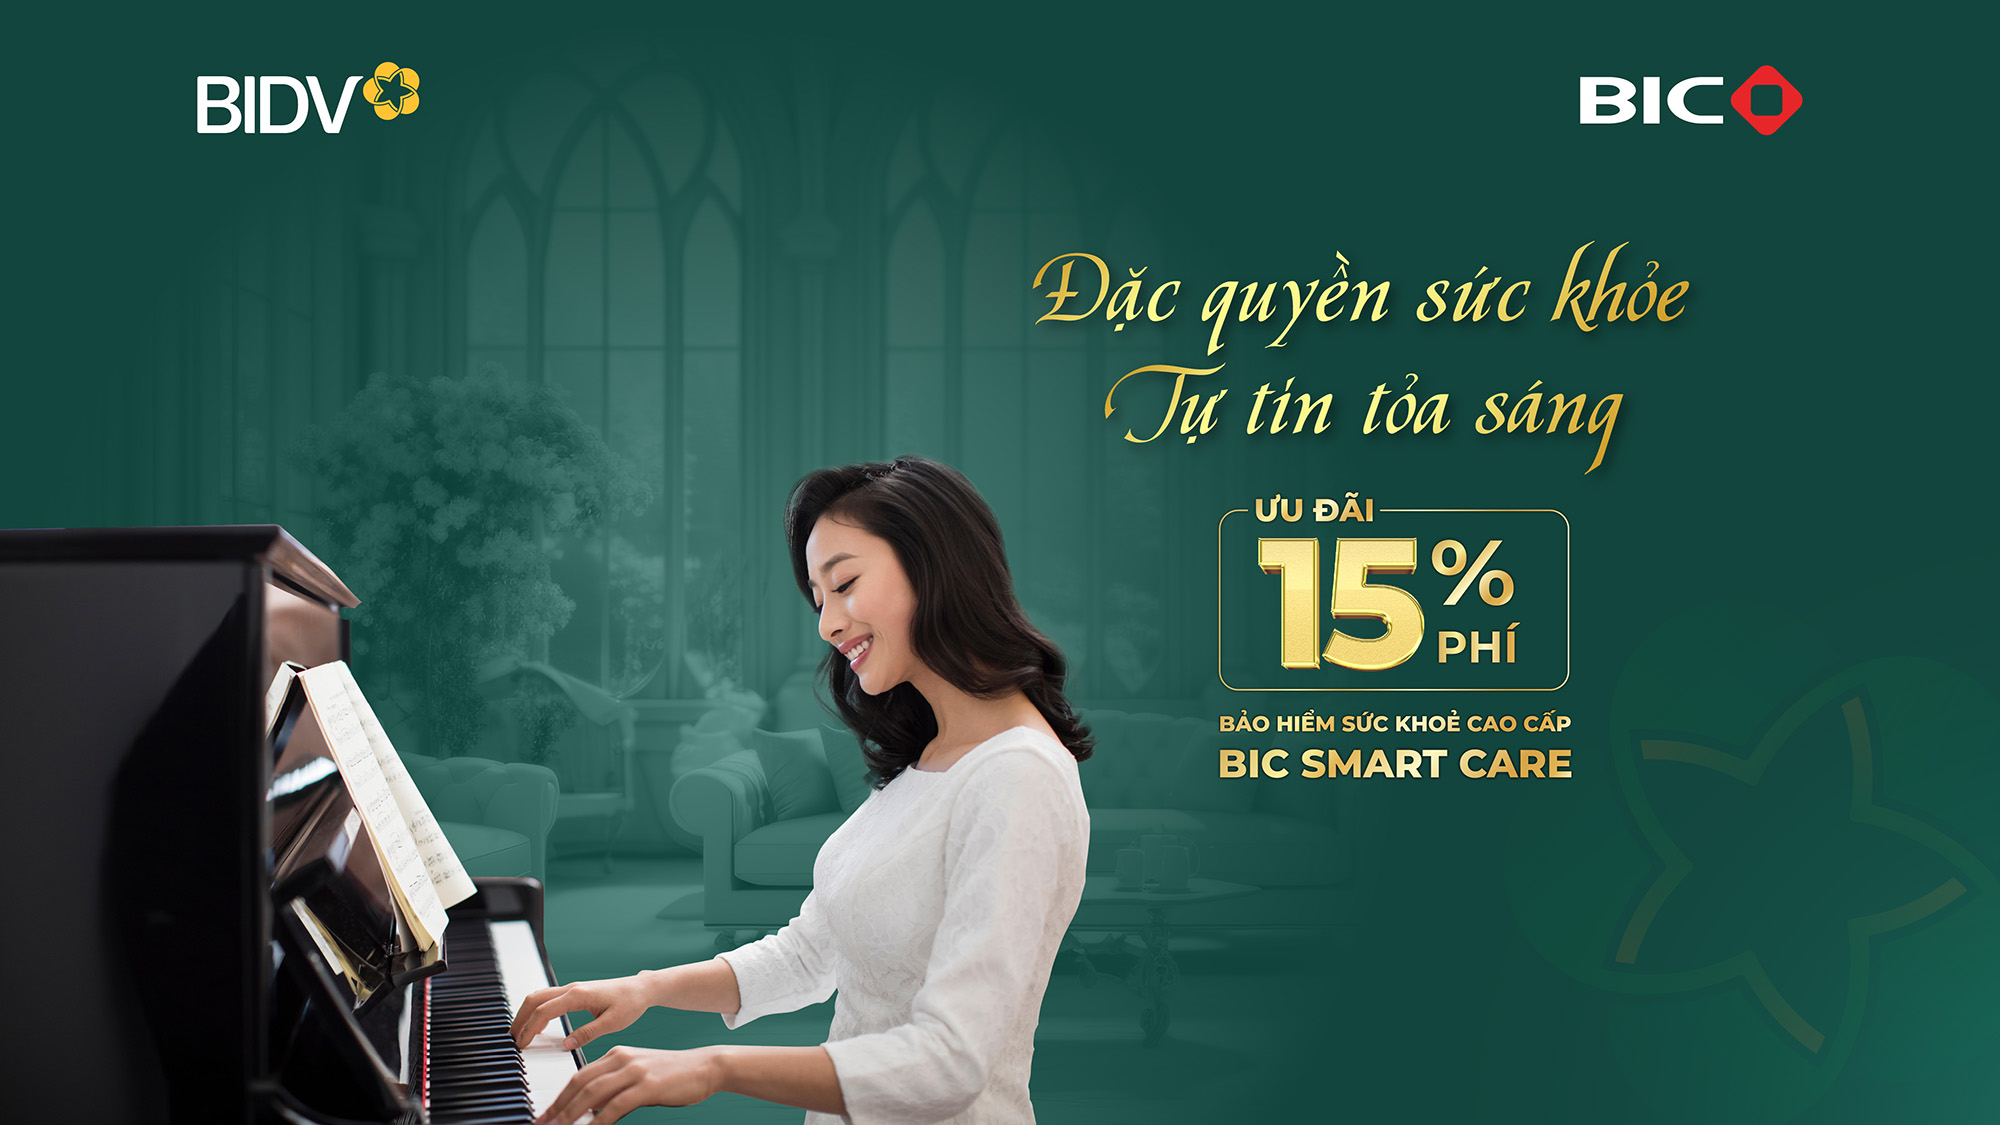 BIDV
BIC
Đặc quyền sức khỏe
Tự tin tỏa sáng
ƯU ĐÃI
15%
PHÍ
BẢO HIỂM SỨC KHOẺ CAO CẤP
BIC SMART CARE